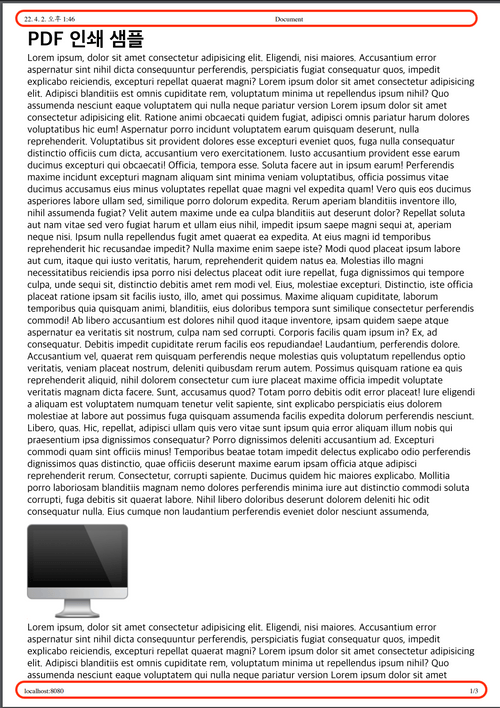 22. 4. 2. 오후 1:46 Document
PDF 인쇄 샘플
Lorem ipsum, dolor sit amet consectetur adipisicing elit. Eligendi, nisi maiores. Accusantium error
aspernatur sint nihil dicta consequuntur perferendis, perspiciatis fugiat consequatur quos, impedit
explicabo reiciendis, excepturi repellat quaerat magni? Lorem ipsum dolor sit amet consectetur, adipisicing
elit. Adipisci blanditiis est omnis cupiditate rem, voluptatum minima ut repellendus ipsum nihil? Quo
assumenda nesciunt eaque voluptatem qui nulla neque pariatur version Lorem ipsum dolor sit amet
consectetur adipisicing elit. Ratione animi obcaecati quidem fugiat, adipisci omnis pariatur harum dolores
voluptatibus hic eum! Aspernatur porro incidunt voluptatem earum quisquam deserunt, nulla
reprehenderit. Voluptatibus sit provident dolores esse excepturi eveniet quos, fuga nulla consequatur
distinctio officiis cum dicta, accusantium vero exercitationem. Iusto accusantium provident esse earum
ducimus excepturi qui obcaecati! Officia, tempora esse. Soluta facere aut in ipsum earum! Perferendis
maxime incidunt excepturi magnam aliquam sint minima veniam voluptatibus, officia possimus vitae
ducimus accusamus eius minus voluptates repellat quae magni vel expedita quam! Vero quis eos ducimus
asperiores labore ullam sed, similique porro dolorum expedita. Rerum aperiam blanditiis inventore illo,
nihil assumenda fugiat? Velit autem maxime unde ea culpa blanditiis aut deserunt dolor? Repellat soluta
aut nam vitae sed vero fugiat harum et ullam eius nihil, impedit ipsum saepe magni sequi at, aperiam
neque nisi. Ipsum nulla repellendus fugit amet quaerat ea expedita. At eius magni id temporibus
reprehenderit hic recusandae impedit? Nulla maxime enim saepe iste? Modi quod placeat ipsum labore
aut cum, itaque qui iusto veritatis, harum, reprehenderit quidem natus ea. Molestias illo magni
necessitatibus reiciendis ipsa porro nisi delectus placeat odit iure repellat, fuga dignissimos qui tempore
culpa, unde sequi sit, distinctio debitis amet rem modi vel. Eius, molestiae excepturi. Distinctio, iste officia
placeat ratione ipsam sit facilis iusto, illo, amet qui possimus. Maxime aliquam cupiditate, laborum
temporibus quia quisquam animi, blanditiis, eius doloribus tempora sunt similique consectetur perferendis
commodi! Ab libero accusantium est dolores nihil quod itaque inventore, ipsam quidem saepe atque
aspernatur ea veritatis sit nostrum, culpa nam sed corrupti. Corporis facilis quam ipsum in? Ex, ad
consequatur. Debitis impedit cupiditate rerum facilis eos repudiandae! Laudantium, perferendis dolore.
Accusantium vel, quaerat rem quisquam perferendis neque molestias quis voluptatum repellendus optio
veritatis, veniam placeat nostrum, deleniti quibusdam rerum autem. Possimus quisquam ratione ea quis
reprehenderit aliquid, nihil dolorem consectetur cum iure placeat maxime officia impedit voluptate
veritatis magnam dicta facere. Sunt, accusamus quod? Totam porro debitis odit error placeat! Iure eligendi
a aliquam est voluptatem numquam tenetur velit sapiente, sint explicabo perspiciatis eius dolorem
molestiae at labore aut possimus fuga quisquam assumenda facilis expedita dolorum perferendis nesciunt.
Libero, quas. Hic, repellat, adipisci ullam quis vero vitae sunt ipsum quia error aliquam illum nobis qui
praesentium ipsa dignissimos consequatur? Porro dignissimos deleniti accusantium ad. Excepturi
commodi quam sint officiis minus! Temporibus beatae totam impedit delectus explicabo odio perferendis
dignissimos quas distinctio, quae officiis deserunt maxime earum ipsam officia atque adipisci
reprehenderit rerum. Consectetur, corrupti sapiente. Ducimus quidem hic maiores explicabo. Mollitia
porro laboriosam blanditiis magnam nemo dolores perferendis minima iure aut distinctio commodi soluta
corrupti, fuga debitis sit quaerat labore. Nihil libero doloribus deserunt dolorem deleniti hic odit
consequatur nulla. Eius cumque non laudantium perferendis eveniet dolor nesciunt assumenda,
Lorem ipsum, dolor sit amet consectetur adipisicing elit. Eligendi, nisi maiores. Accusantium error
aspernatur sint nihil dicta consequuntur perferendis, perspiciatis fugiat consequatur quos, impedit
explicabo reiciendis, excepturi repellat quaerat magni? Lorem ipsum dolor sit amet consectetur, adipisicing
elit. Adipisci blanditiis est omnis cupiditate rem, voluptatum minima ut repellendus ipsum nihil? Quo
assumenda nesciunt eaque voluptatem qui nulla neque pariatur version Lorem ipsum dolor sit amet
localhost:8080 1/3